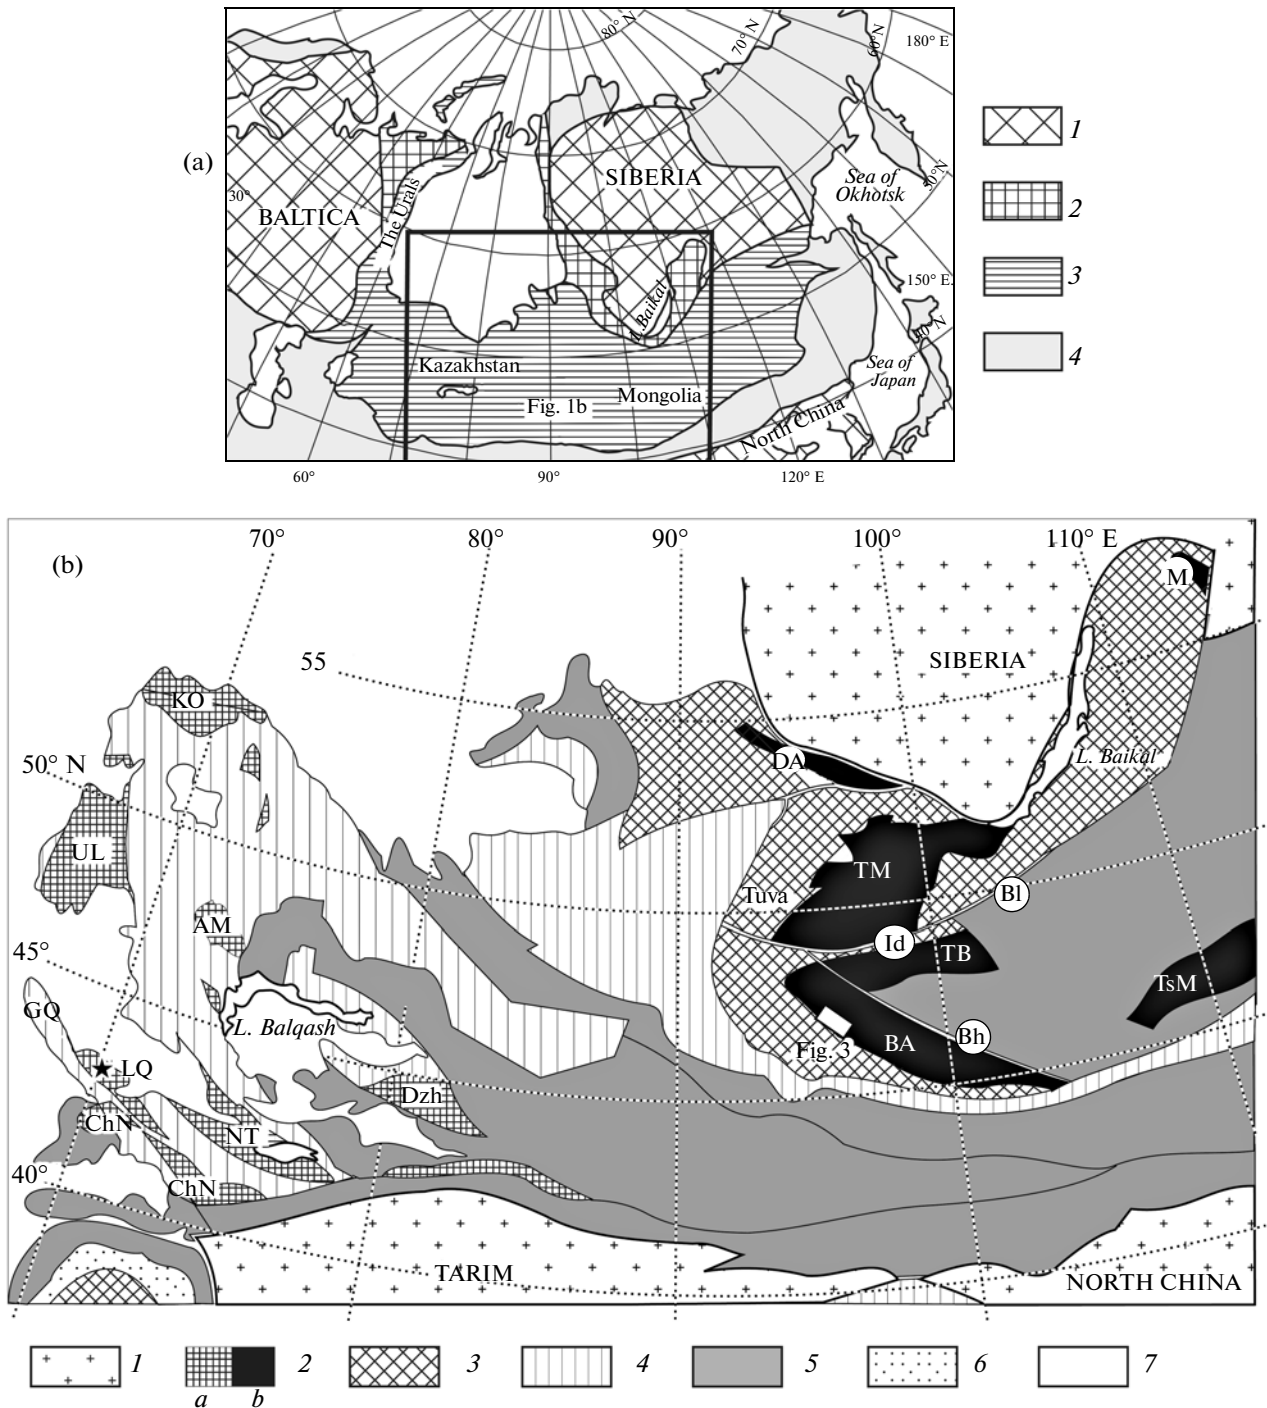 (a)
80° N
70° N
60°N
180° E
1
2
3
4
SIBERIA
Sea of
Okhotsk
50°N
30°
BALTICA
The Urals
150° E.
40°N
L. Baikal
Kazakhstan
Mongolia
Fig. 1b
Sea of
Japan
North China
60°
90°
120° E
(b)
70°
80°
90°
100°
110° E
M
55
SIBERIA
KO
50° N
L. Baikal
DA
UL
TM
Tuva
Bl
AM
Id
TB
45°
TsM
GQ
L. Balqash
Bh
BA
Fig. 3
LQ
Dzh
ChN
NT
40°
ChN
TARIM
NORTH CHINA
1
2
3
4
5
6
7
a
b